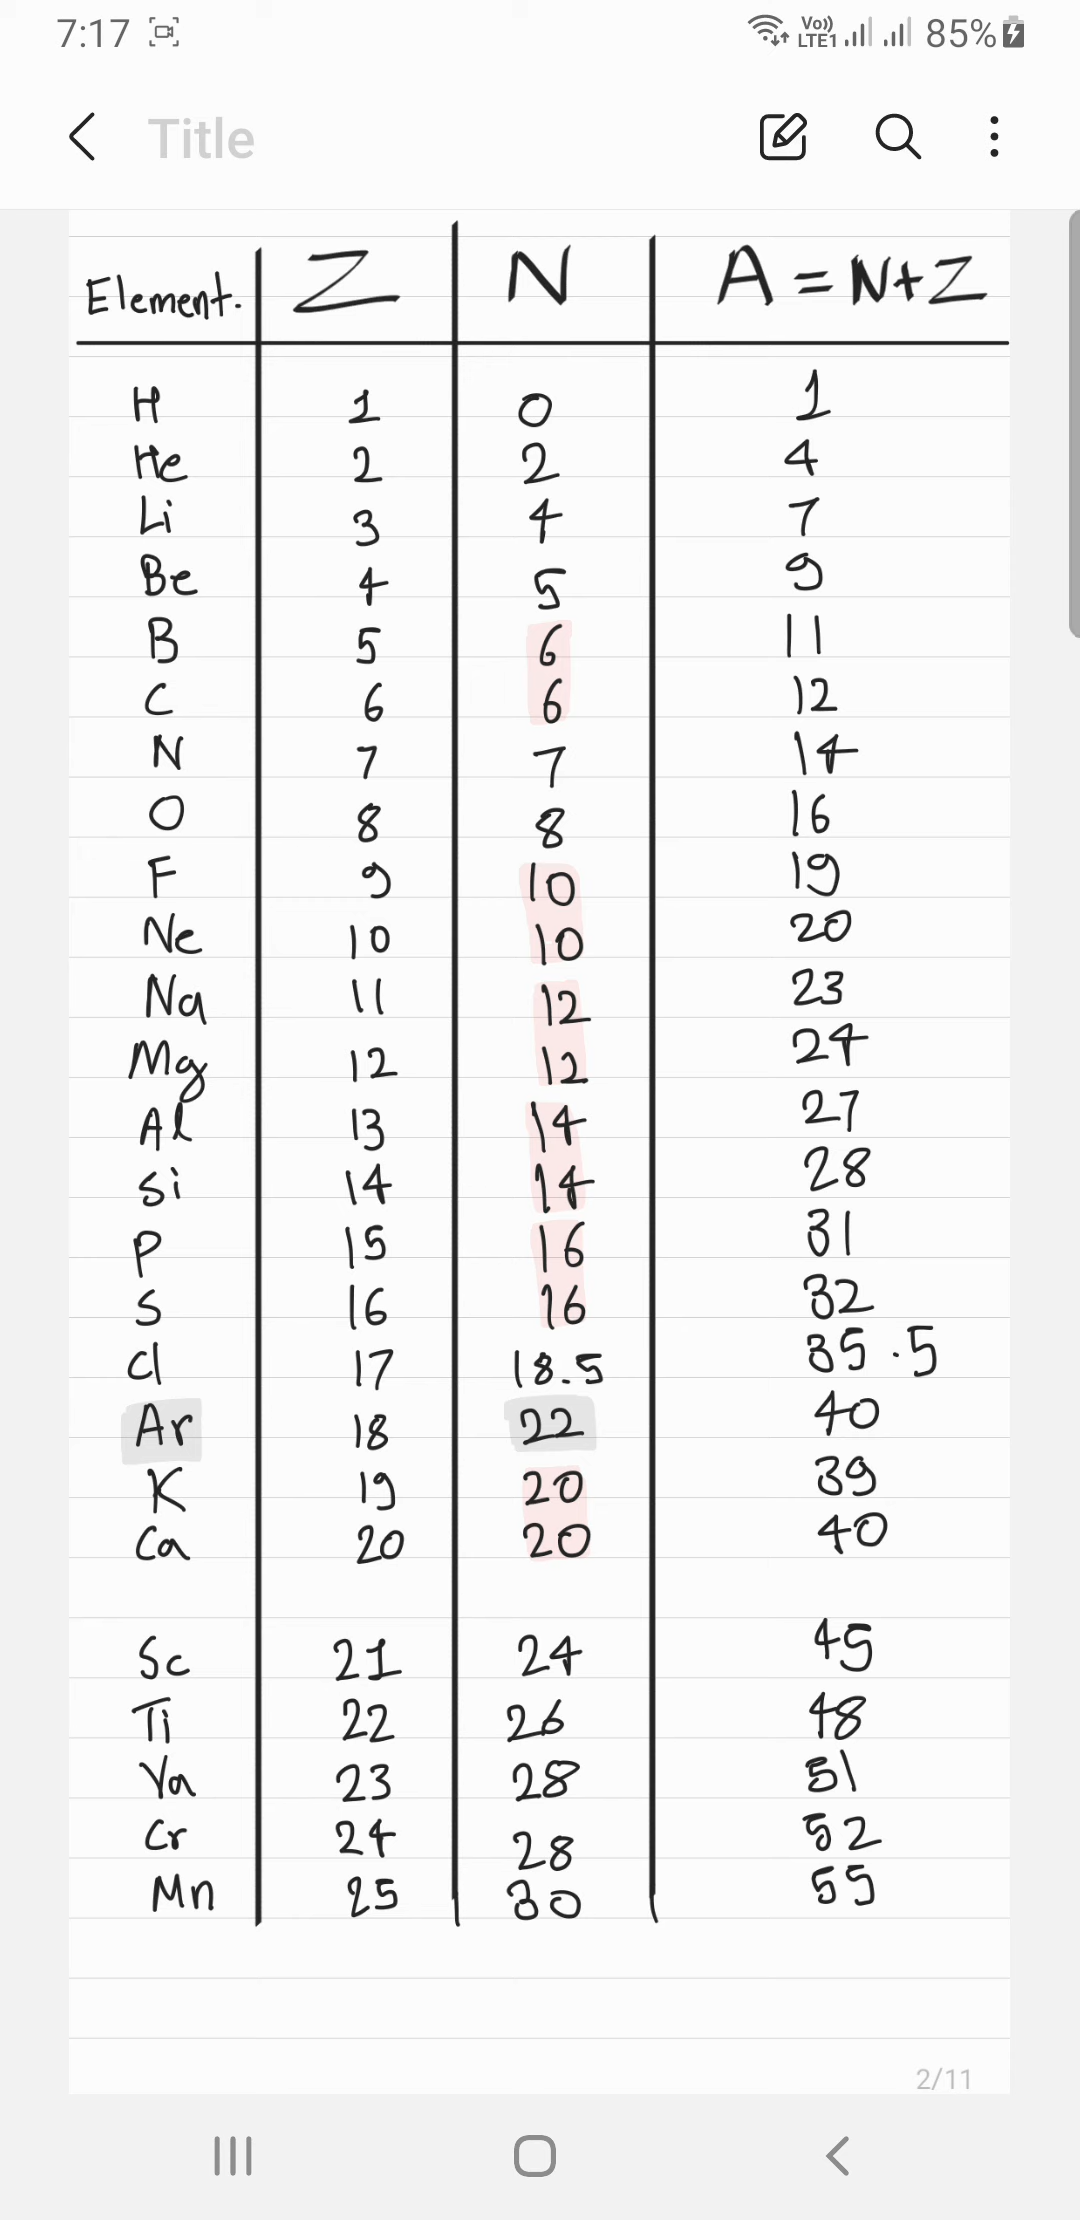 7:17 Vo)) LTE1 85%
Title
Element. Z N A = N+Z
H 1 0 1
He 2 2 4
Li 3 4 7
Be 4 5 9
B 5 6 11
C 6 6 12
N 7 7 14
O 8 8 16
F 9 10 19
Ne 10 10 20
Na 11 12 23
Mg 12 12 24
Al 13 14 27
Si 14 14 28
P 15 16 31
S 16 16 32
Cl 17 18.5 35.5
Ar 18 22 40
K 19 20 39
Ca 20 20 40
Sc 21 24 45
Ti 22 26 48
Va 23 28 51
Cr 24 28 52
Mn 25 30 55
2/11